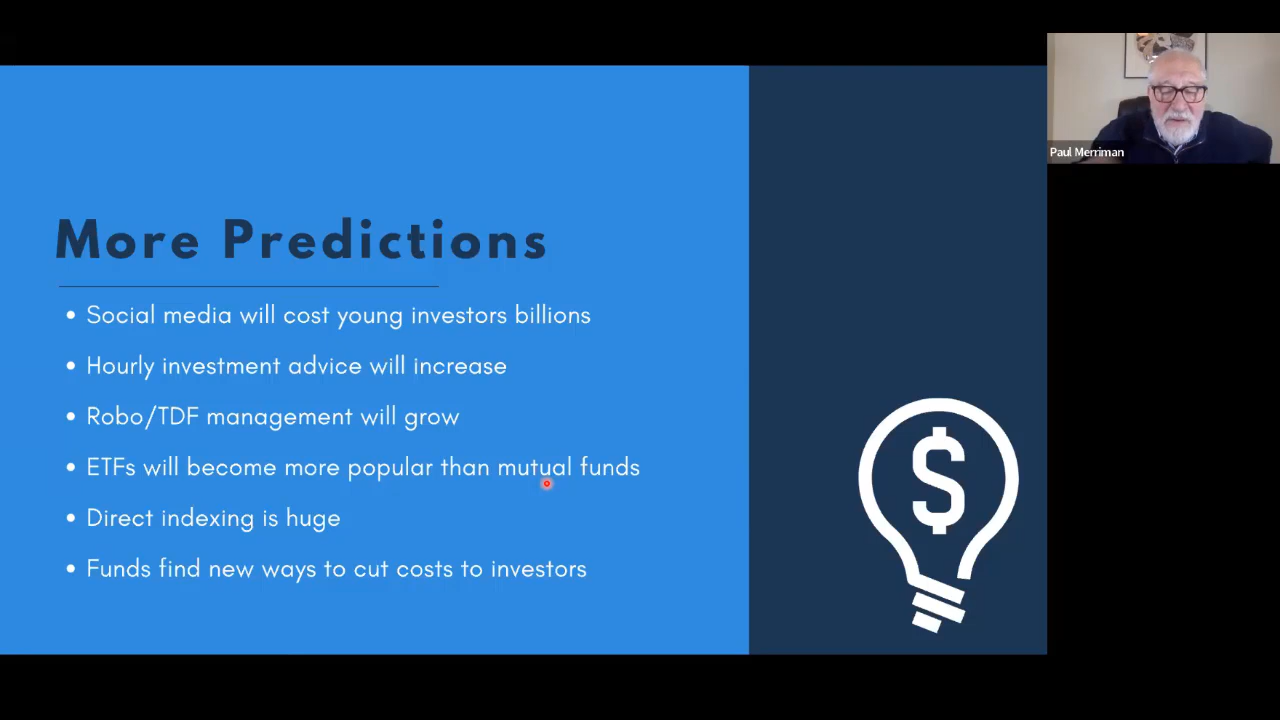 More Predictions
Social media will cost young investors billions
Hourly investment advice will increase
Robo/TDF management will grow
ETFs will become more popular than mutual funds
Direct indexing is huge
Funds find new ways to cut costs to investors
$
Paul Merriman